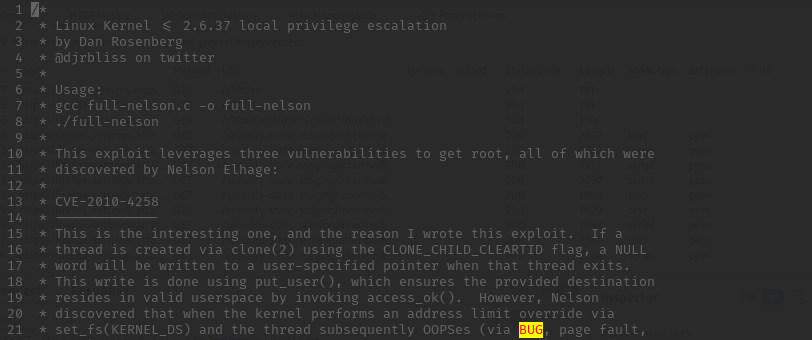 1 /*
2 * Linux Kernel <= 2.6.37 local privilege escalation
3 * by Dan Rosenberg
4 * @djrbliss on twitter
5 *
6 * Usage:
7 * gcc full-nelson.c -o full-nelson
8 * ./full-nelson
9 *
10 * This exploit leverages three vulnerabilities to get root, all of which were
11 * discovered by Nelson Elhage:
12 *
13 * CVE-2010-4258
14 * -------------
15 * This is the interesting one, and the reason I wrote this exploit.  If a
16 * thread is created via clone(2) using the CLONE_CHILD_CLEARTID flag, a NULL
17 * word will be written to a user-specified pointer when that thread exits.
18 * This write is done using put_user(), which ensures the provided destination
19 * resides in valid userspace by invoking access_ok().  However, Nelson
20 * discovered that when the kernel performs an address limit override via
21 * set_fs(KERNEL_DS) and the thread subsequently OOPSes (via BUG, page fault,